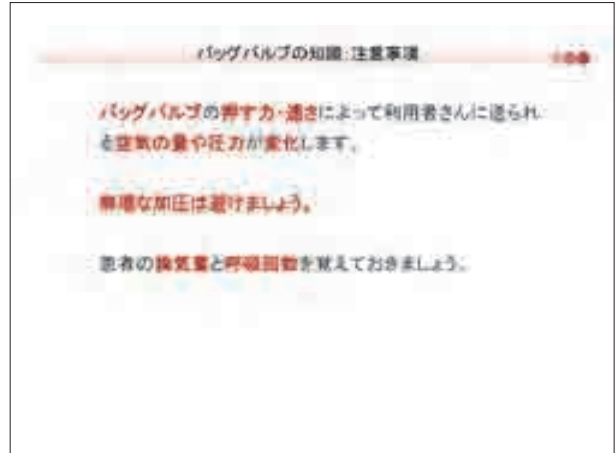 バッグバルブの知識:注意事項
バッグバルブの押す力・速さによって利用者さんに送られ
る空気の量や圧力が変化します。
無理な加圧は避けましょう。
患者の換気量と呼吸回数を覚えておきましょう。